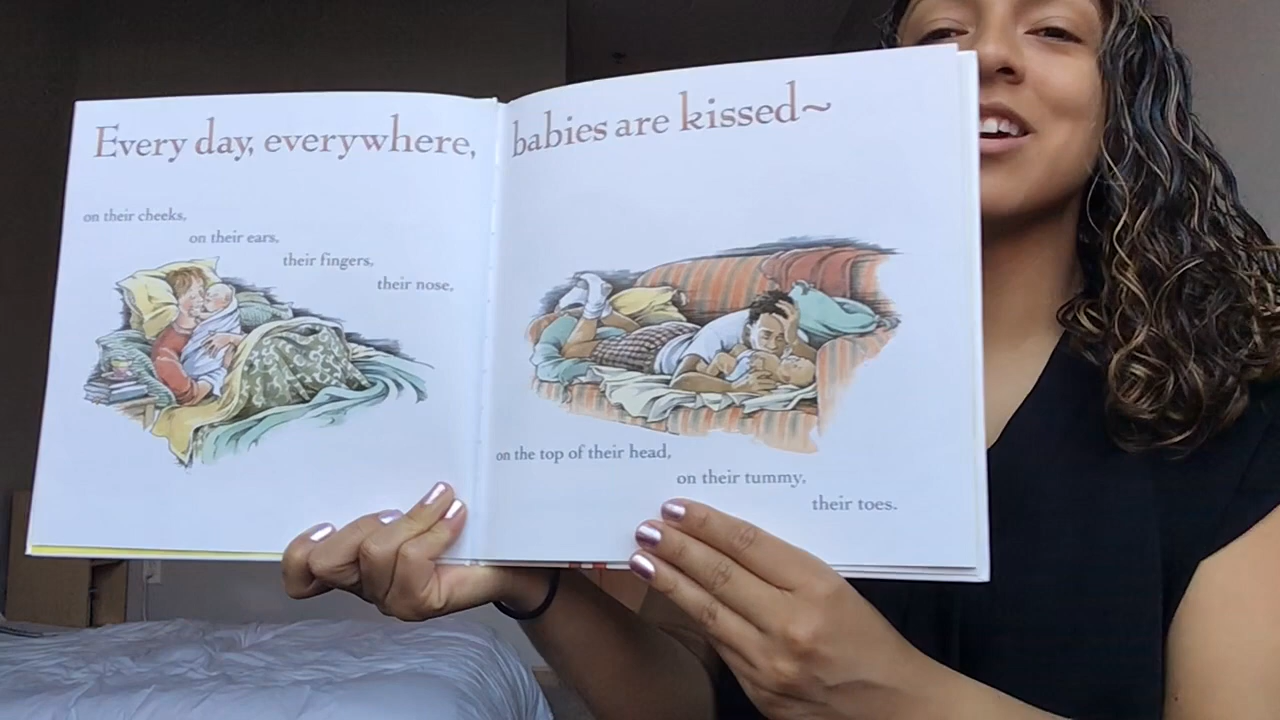 Every day, everywhere, babies are kissed~
on their cheeks,
on their ears,
their fingers,
their nose,
on the top of their head,
on their tummy,
their toes.